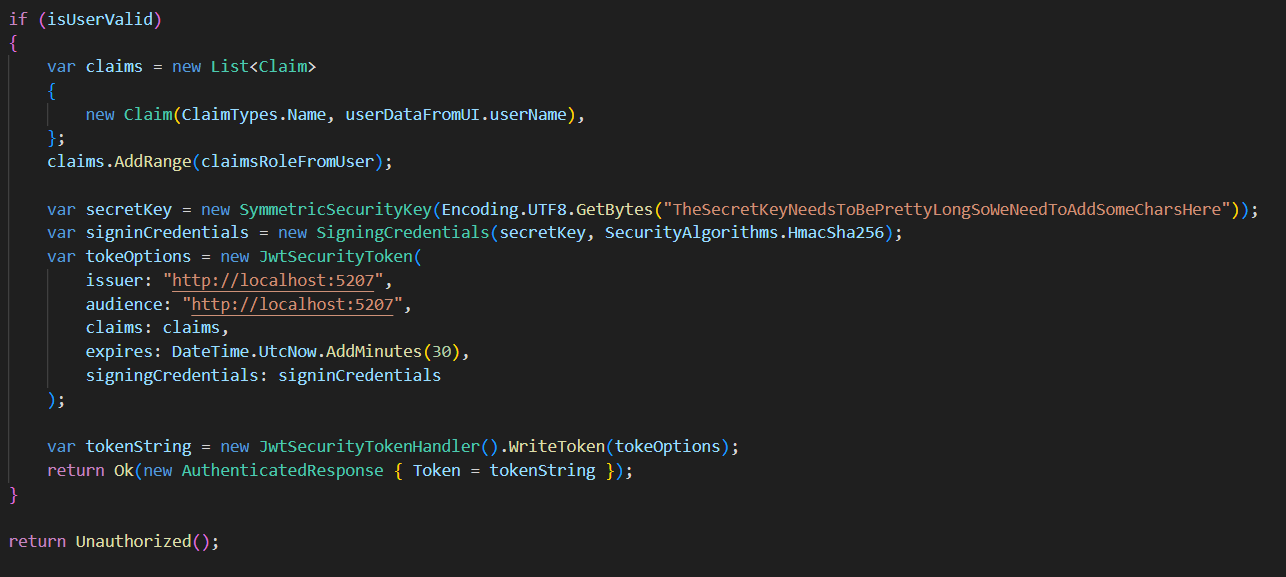 if (isUserValid)
{
var claims = new List<Claim>
{
new Claim(ClaimTypes.Name, userDataFromUI.userName),
};
claims.AddRange(claimsRoleFromUser);
var secretKey = new SymmetricSecurityKey(Encoding.UTF8.GetBytes("TheSecretKeyNeedsToBePrettyLongSoWeNeedToAddSomeCharsHere"));
var signinCredentials = new SigningCredentials(secretKey, SecurityAlgorithms.HmacSha256);
var tokeOptions = new JwtSecurityToken(
issuer: "http://localhost:5207",
audience: "http://localhost:5207",
claims: claims,
expires: DateTime.UtcNow.AddMinutes(30),
signingCredentials: signinCredentials
);
var tokenString = new JwtSecurityTokenHandler().WriteToken(tokeOptions);
return Ok(new AuthenticatedResponse { Token = tokenString });
}
return Unauthorized();